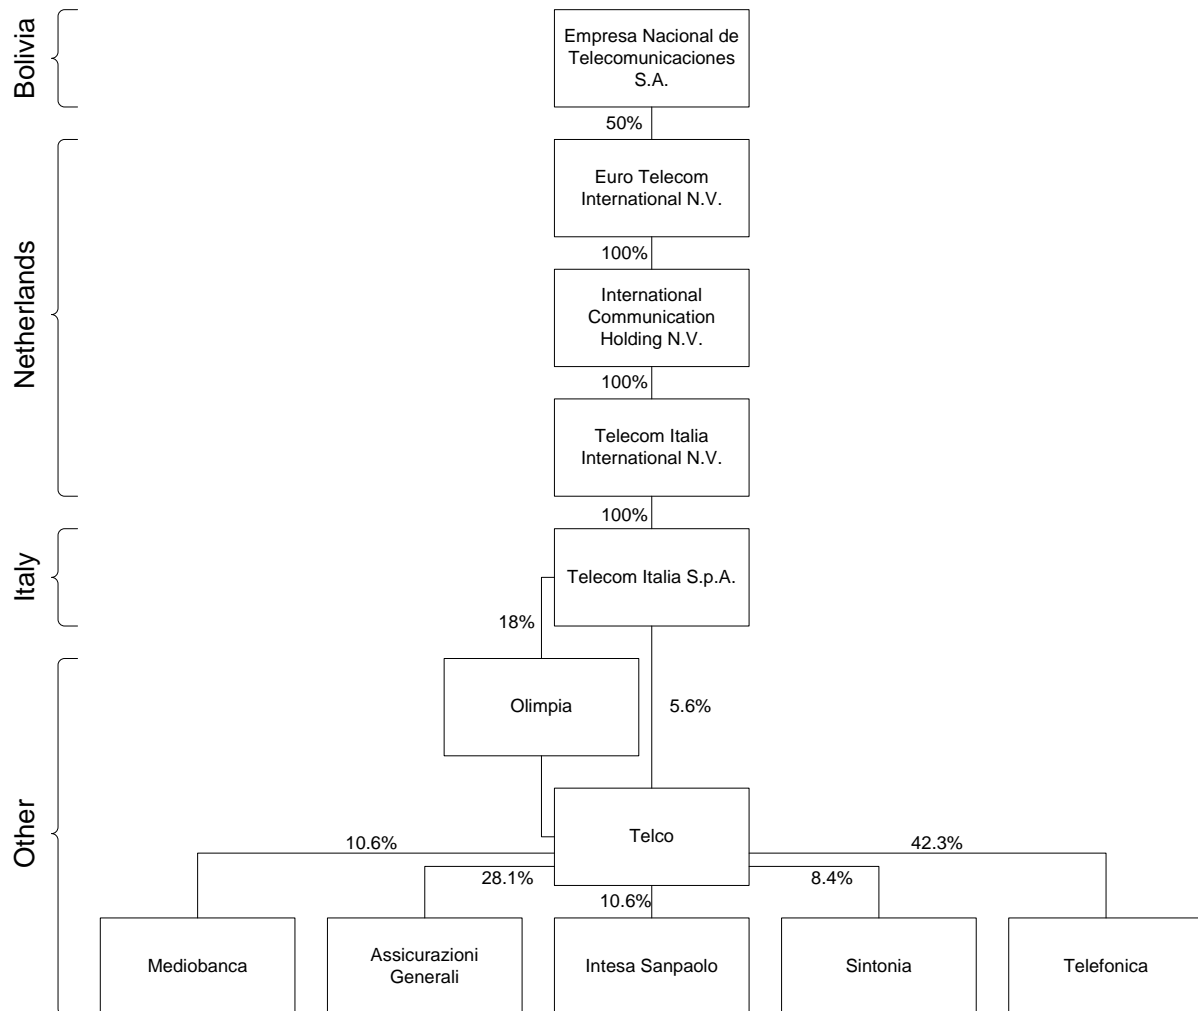 Bolivia
Empresa Nacional de
Telecomunicaciones
S.A.
50%
Netherlands
Euro Telecom
International N.V.
100%
International
Communication
Holding N.V.
100%
Telecom Italia
International N.V.
100%
Italy
Telecom Italia S.p.A.
18%
Other
Olimpia
5.6%
Telco
10.6%
42.3%
28.1%
8.4%
10.6%
Mediobanca
Assicurazioni
Generali
Intesa Sanpaolo
Sintonia
Telefonica